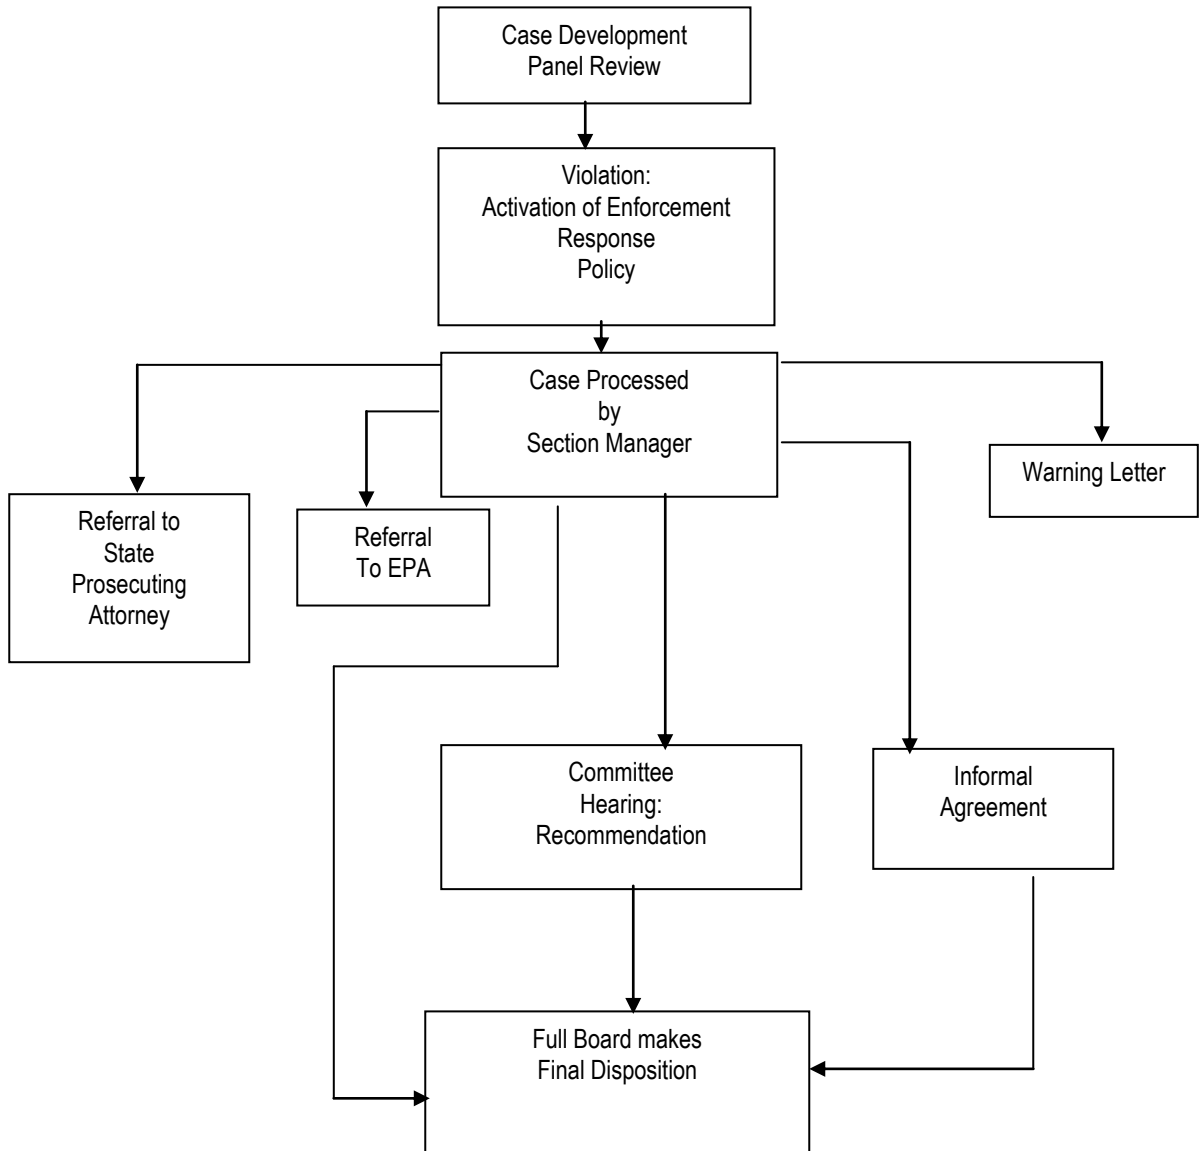 Case Development
Panel Review
Violation:
Activation of Enforcement
Response
Policy
Case Processed
by
Section Manager
Warning Letter
Referral to
State
Prosecuting
Attorney
Referral
To EPA
Committee
Hearing:
Recommendation
Informal
Agreement
Full Board makes
Final Disposition